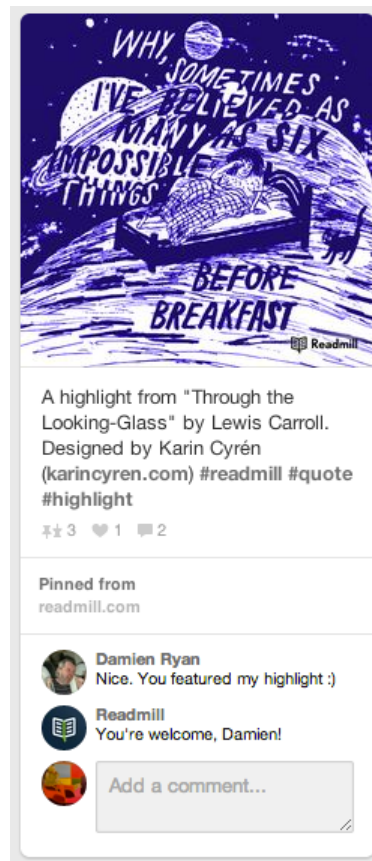 WHY,
SOMETIMES
I'VE BELIEVED AS
MANY AS SIX
IMPOSSIBLE
THINGS
BEFORE
BREAKFAST
Readmill
A highlight from "Through the
Looking-Glass" by Lewis Carroll.
Designed by Karin Cyrén
(karincyren.com) #readmill #quote
#highlight
3 1 2
Pinned from
readmill.com
Damien Ryan
Nice. You featured my highlight :)
Readmill
You're welcome, Damien!
Add a comment...